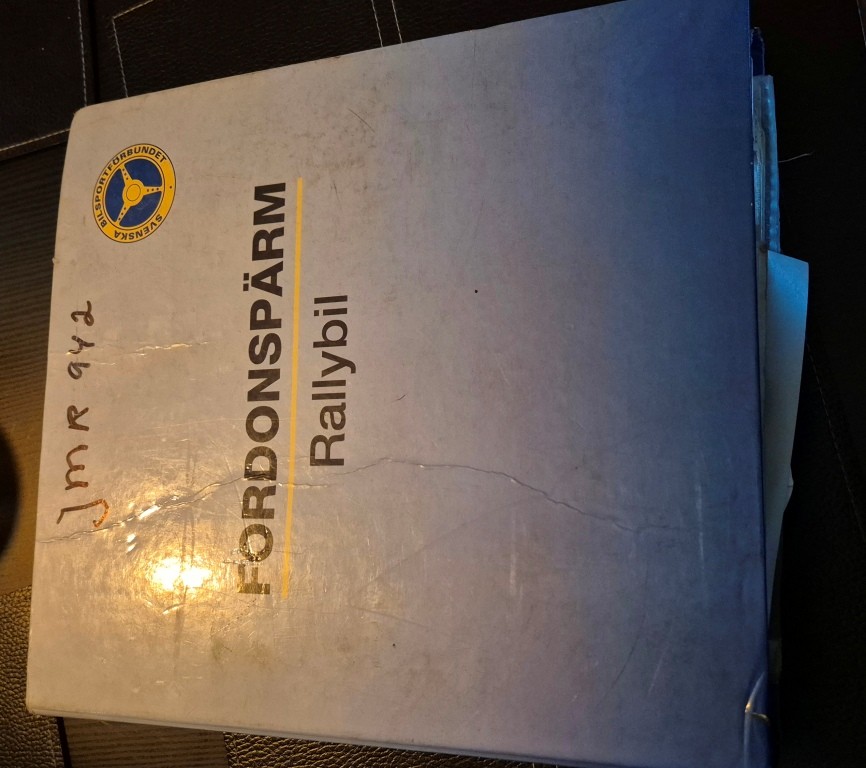 JMR 942
SVENSKA BILSPORTFÖRBUNDET
FORDONSPÄRM
Rallybil